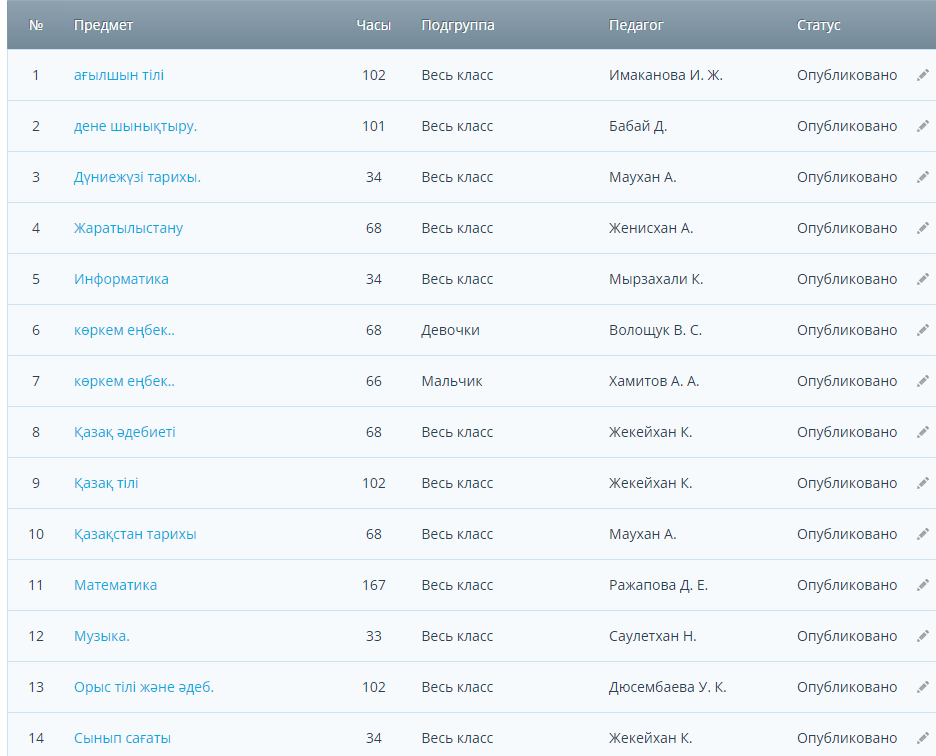 № Предмет Часы Подгруппа Педагог Статус
1 ағылшын тілі 102 Весь класс Имаканова И. Ж. Опубликовано
2 дене шынықтыру. 101 Весь класс Бабай Д. Опубликовано
3 Дүниежүзі тарихы. 34 Весь класс Маухан А. Опубликовано
4 Жаратылыстану 68 Весь класс Женисхан А. Опубликовано
5 Информатика 34 Весь класс Мырзахали К. Опубликовано
6 көркем еңбек.. 68 Девочки Волощук В. С. Опубликовано
7 көркем еңбек.. 66 Мальчик Хамитов А. А. Опубликовано
8 Қазақ әдебиеті 68 Весь класс Жекейхан К. Опубликовано
9 Қазақ тілі 102 Весь класс Жекейхан К. Опубликовано
10 Қазақстан тарихы 68 Весь класс Маухан А. Опубликовано
11 Математика 167 Весь класс Ражапова Д. Е. Опубликовано
12 Музыка. 33 Весь класс Саулетхан Н. Опубликовано
13 Орыс тілі және әдеб. 102 Весь класс Дюсембаева У. К. Опубликовано
14 Сынып сағаты 34 Весь класс Жекейхан К. Опубликовано